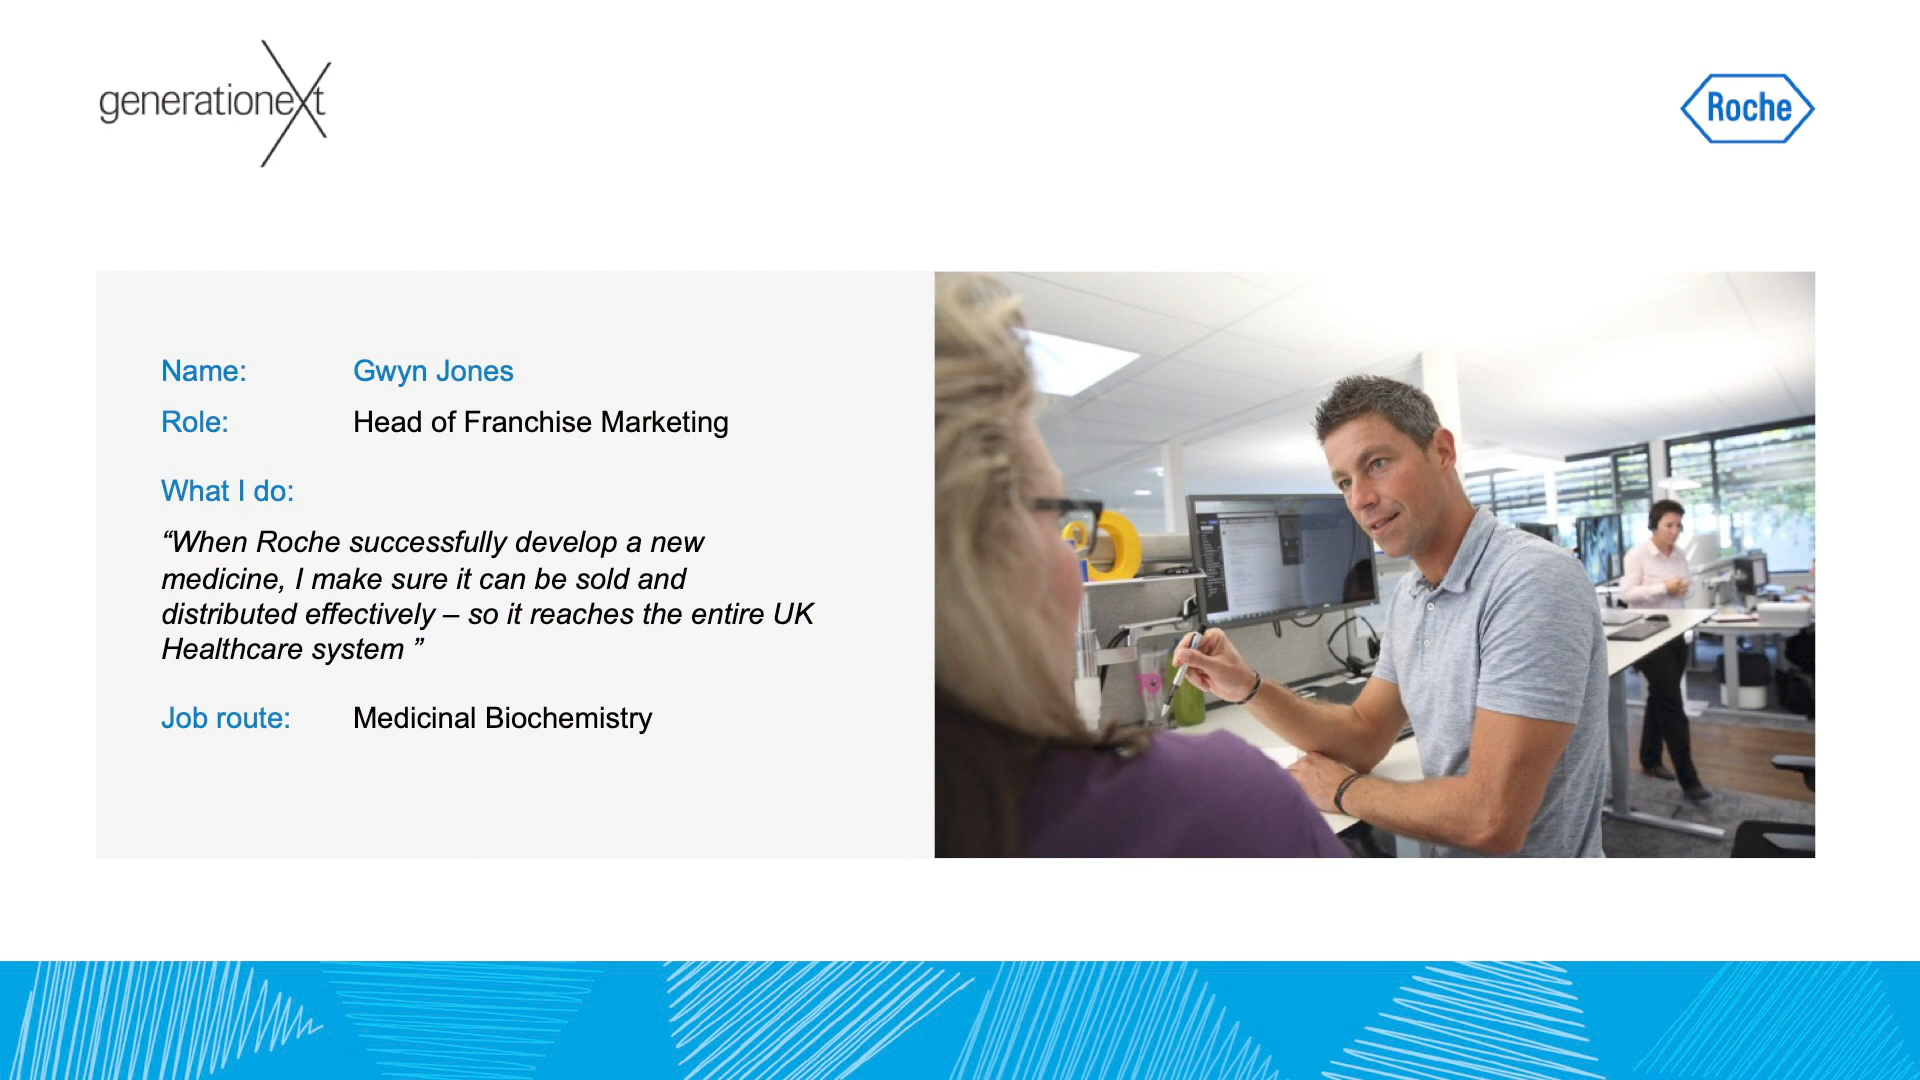 generationeXt
Roche
Name: Gwyn Jones
Role: Head of Franchise Marketing
What I do:
“When Roche successfully develop a new
medicine, I make sure it can be sold and
distributed effectively – so it reaches the entire UK
Healthcare system ”
Job route: Medicinal Biochemistry